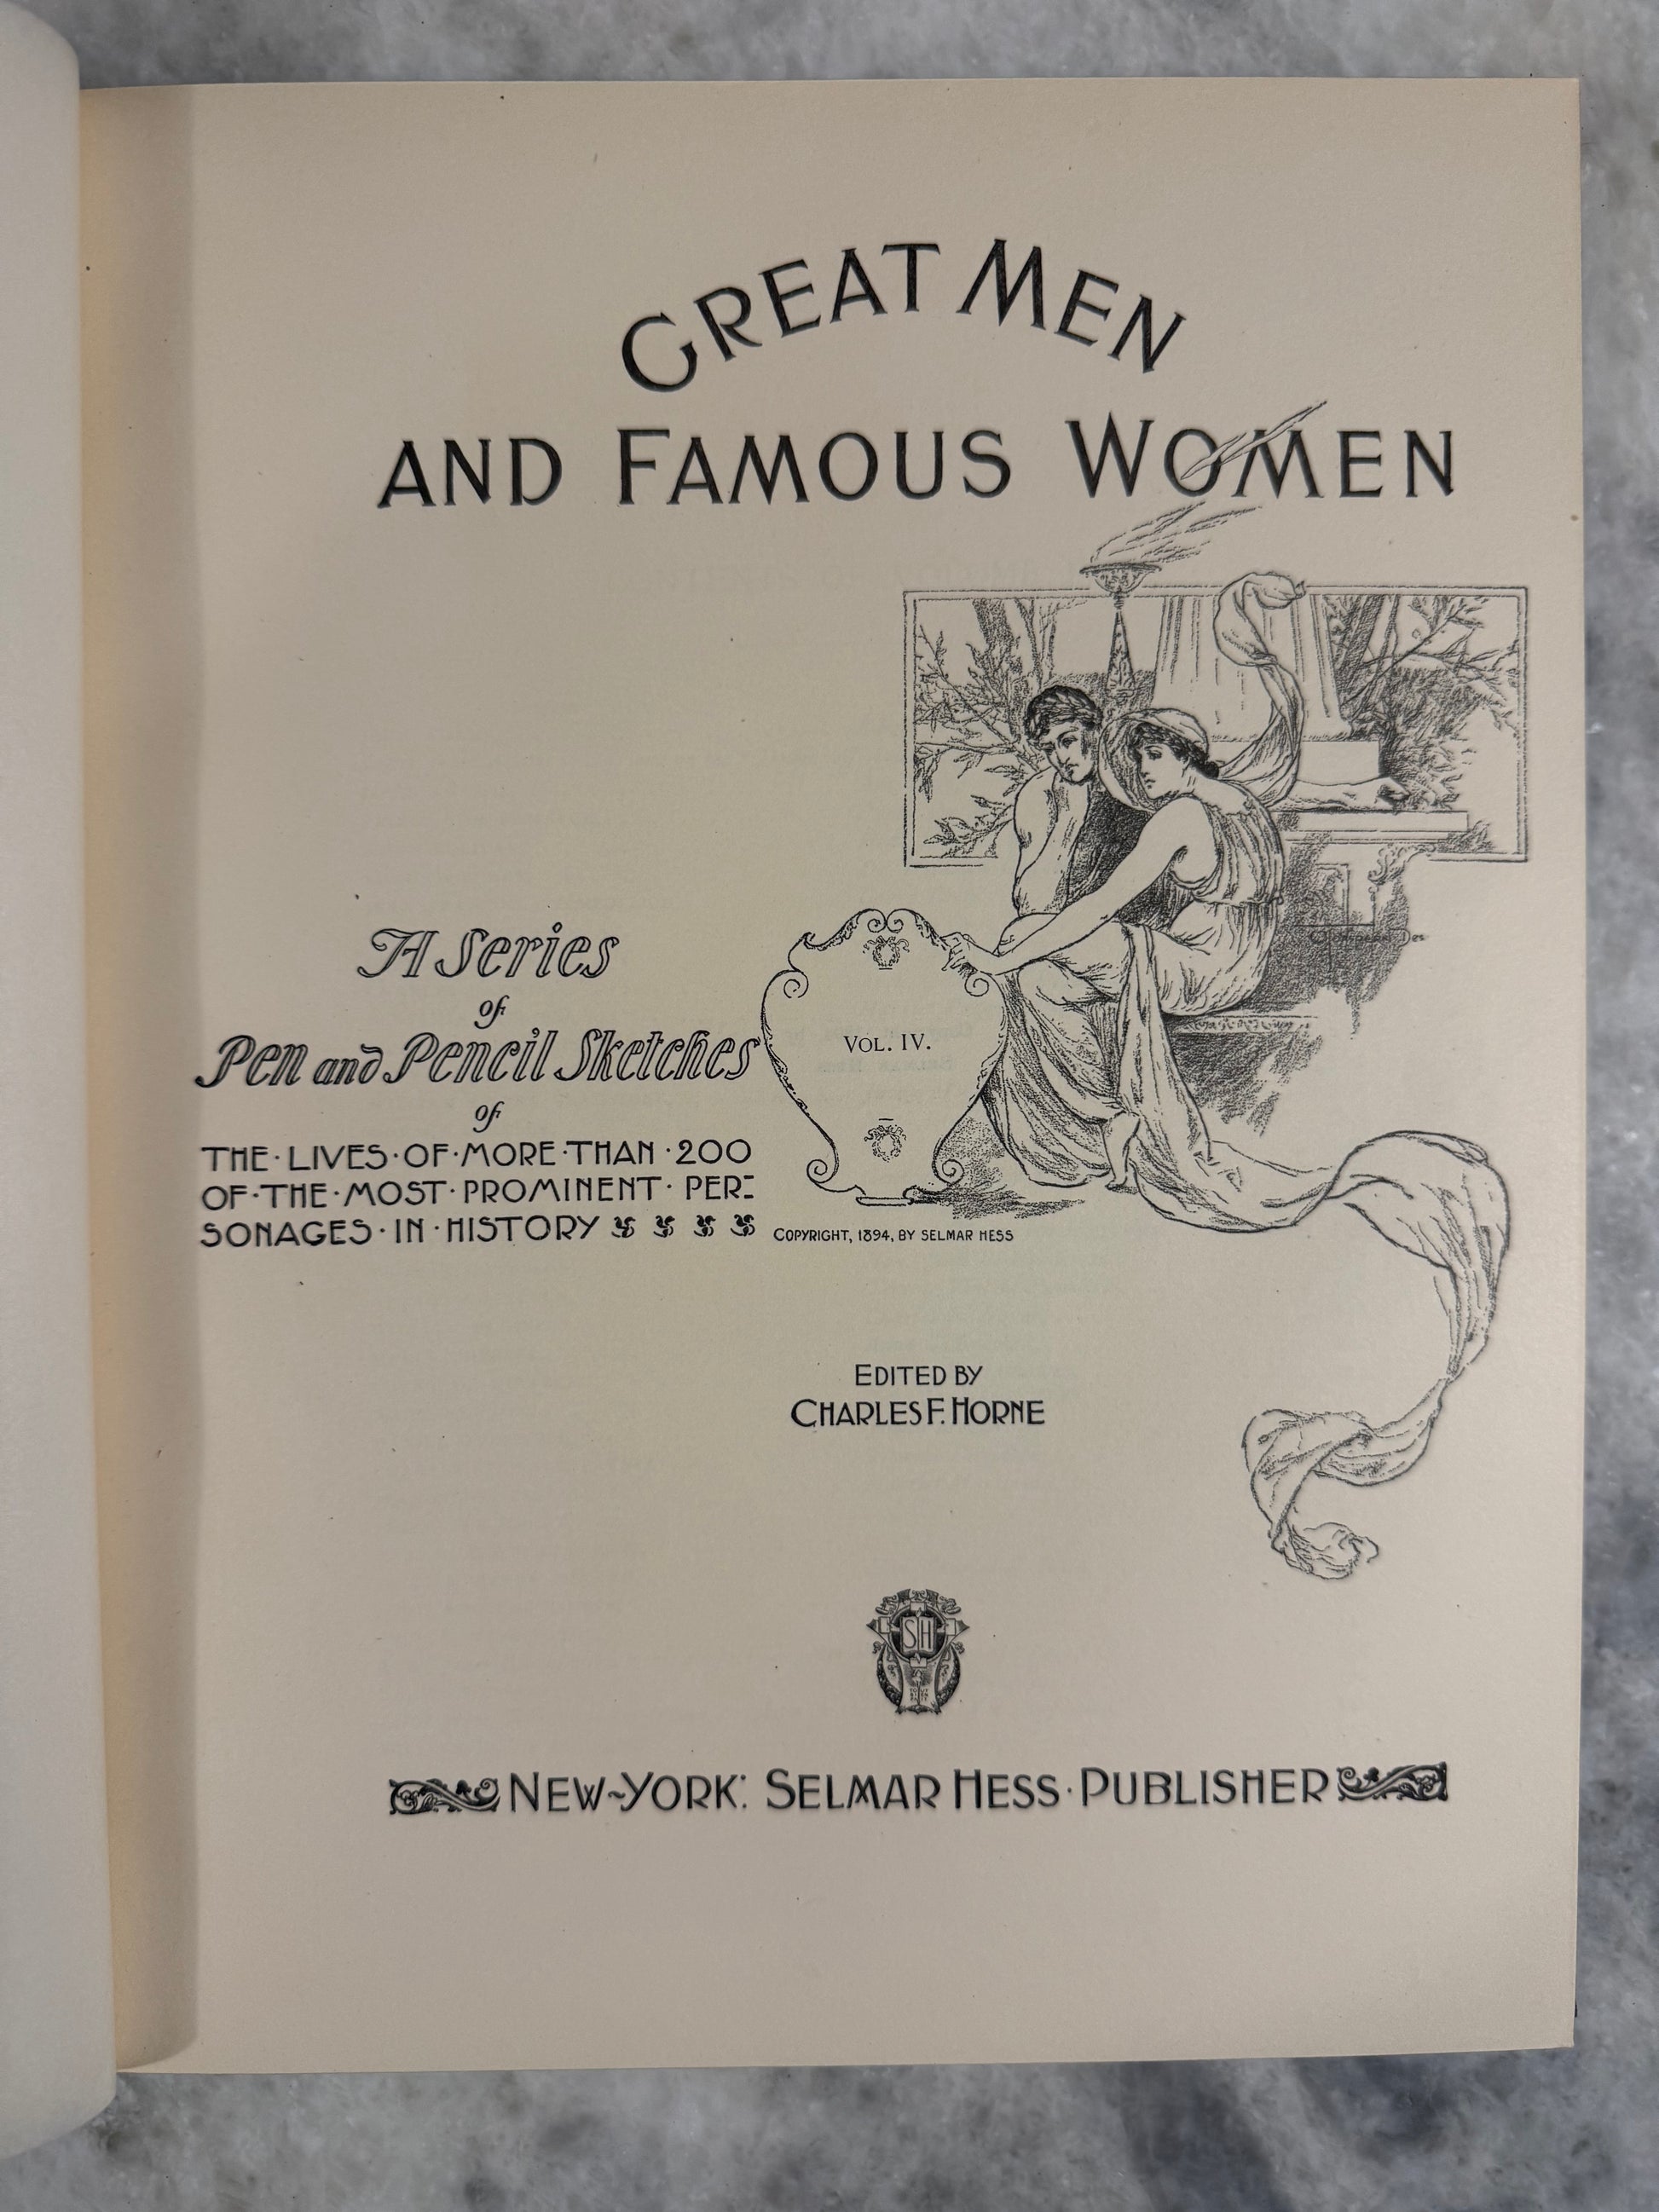 GREAT MEN
AND FAMOUS WOMEN
A Series
of
Pen and Pencil Sketches
of
THE·LIVES·OF·MORE·THAN·200
OF·THE·MOST·PROMINENT·PER-
SONAGES·IN·HISTORY
VOL. IV.
COPYRIGHT, 1894, BY SELMAR HESS
EDITED BY
CHARLES F. HORNE
SH
NEW-YORK: SELMAR HESS·PUBLISHER